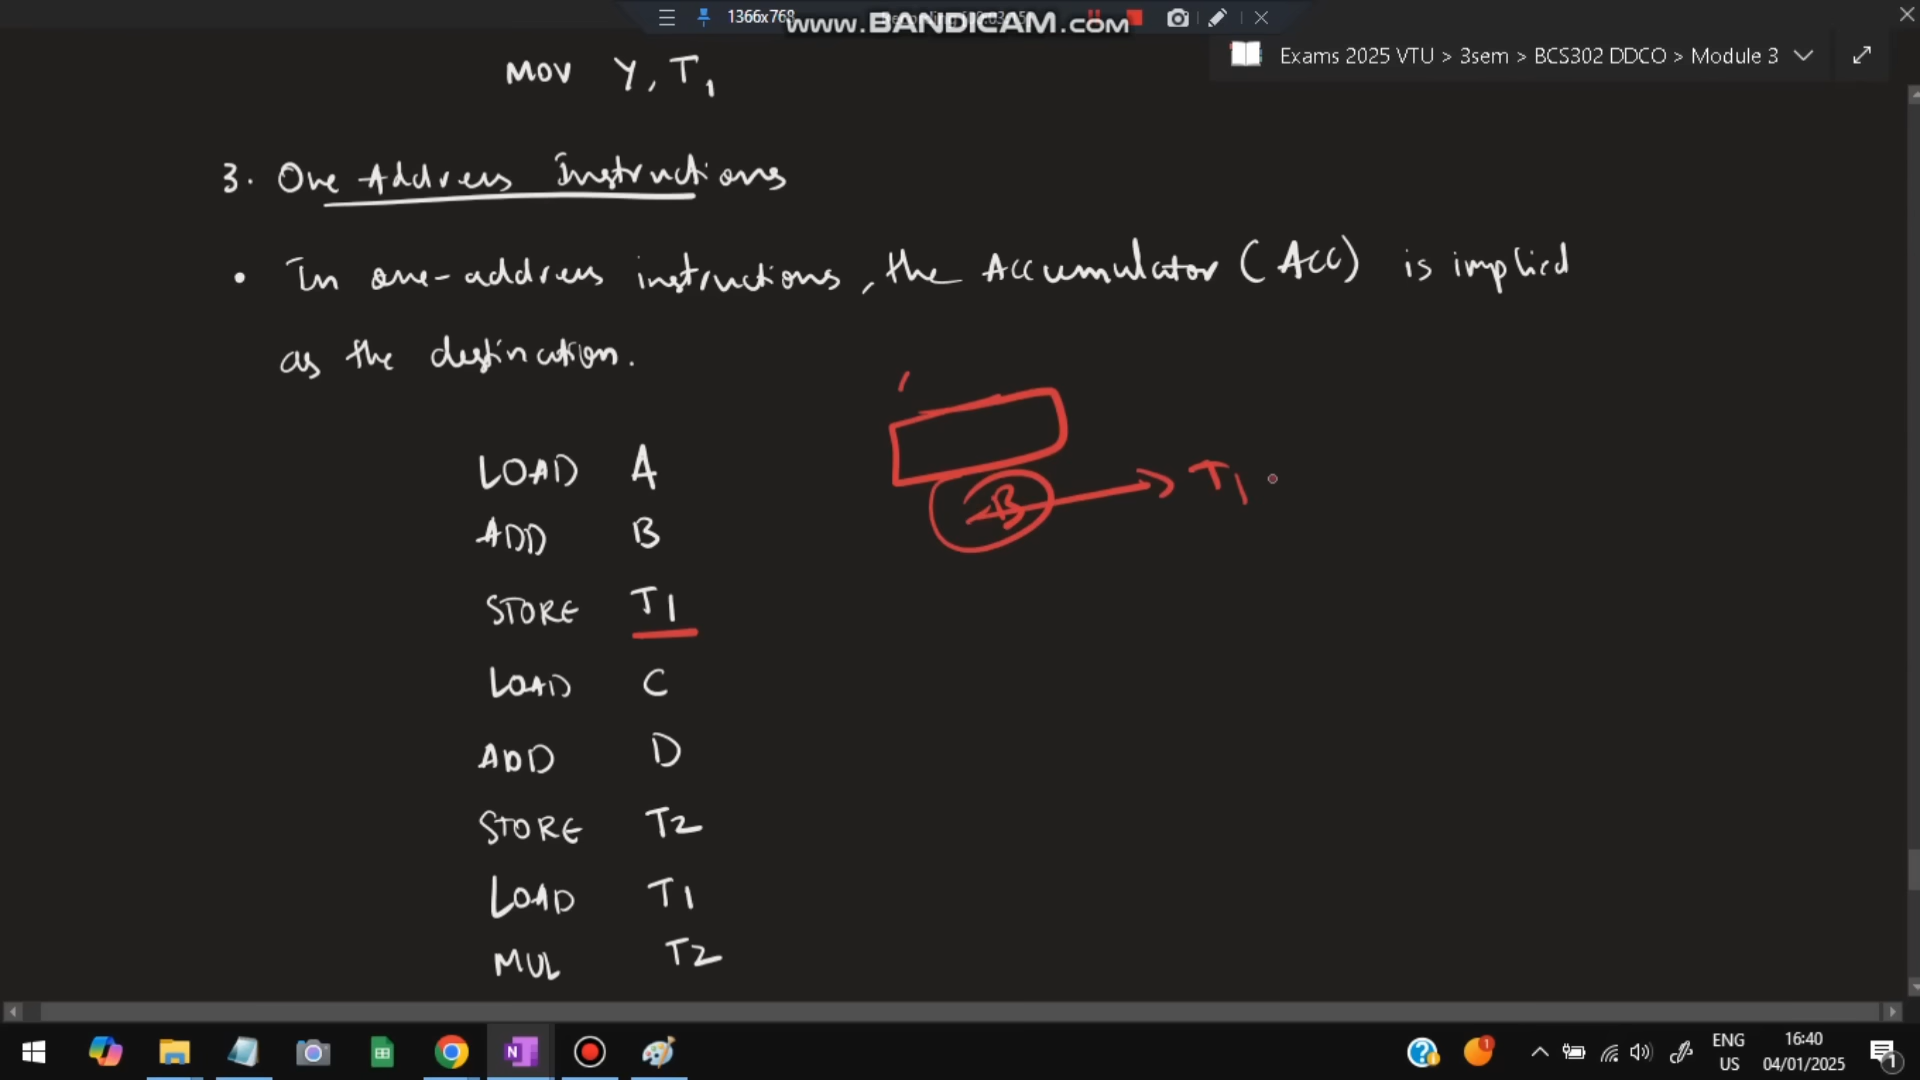 1366x768
www.BANDICAM.com
Exams 2025 VTU > 3sem > BCS302 DDCO > Module 3
MOV Y, T1
3. One Address Instructions
• In one-address instructions, the Accumulator (ACC) is implied
as the destination.
LOAD A
ADD B
B → T1
STORE T1
LOAD C
ADD D
STORE T2
LOAD T1
MUL T2
ENG
US
16:40
04/01/2025